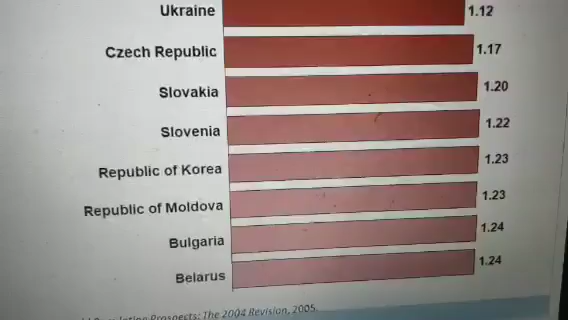 Ukraine 1.12
Czech Republic 1.17
Slovakia 1.20
Slovenia 1.22
Republic of Korea 1.23
Republic of Moldova 1.23
Bulgaria 1.24
Belarus 1.24
Prospects: The 2004 Revision, 2005.